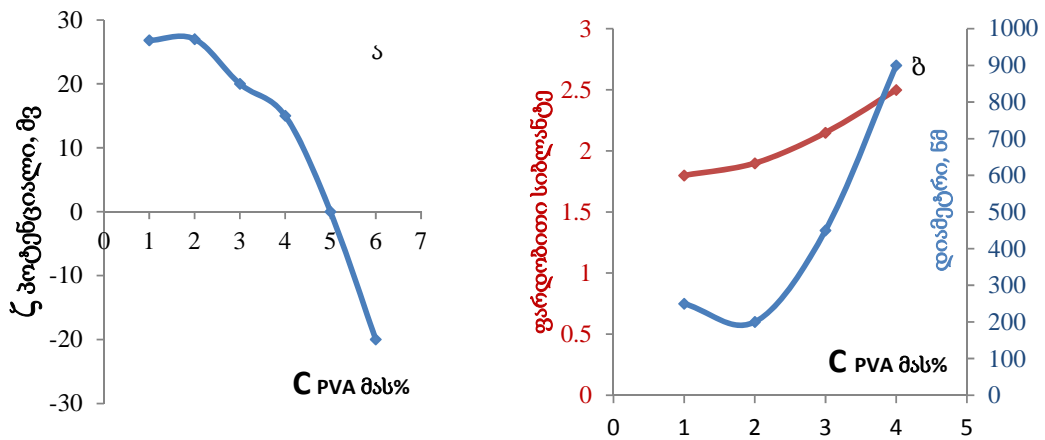 30
20
10
0
-10
-20
-30
0 1 2 3 4 5 6 7
ζ პოტენციალი, მვ
C PVA მას%
ა
3
2.5
2
1.5
1
0.5
0
ფარდობითი სიბლანტე
0 1 2 3 4 5
C PVA მას%
ბ
1000
900
800
700
600
500
400
300
200
100
0
დიამეტრი, ნმ